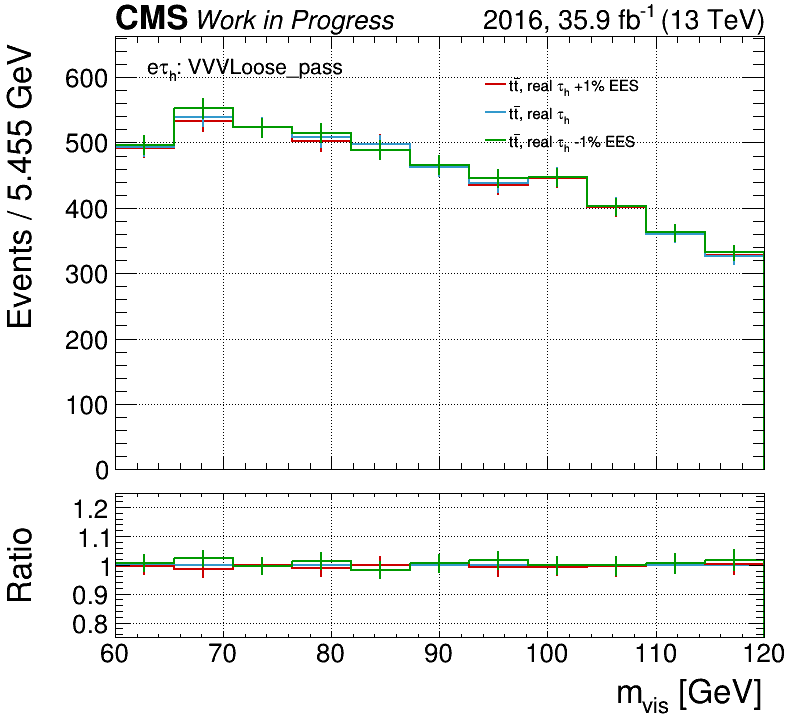 CMS Work in Progress 2016, 35.9 fb⁻¹ (13 TeV)
eτₕ: VVVLoose_pass
tt̅, real τₕ +1% EES
tt̅, real τₕ
tt̅, real τₕ -1% EES
Events / 5.455 GeV
600
500
400
300
200
100
0
Ratio
1.2
1.1
1
0.9
0.8
60 70 80 90 100 110 120
m_vis [GeV]